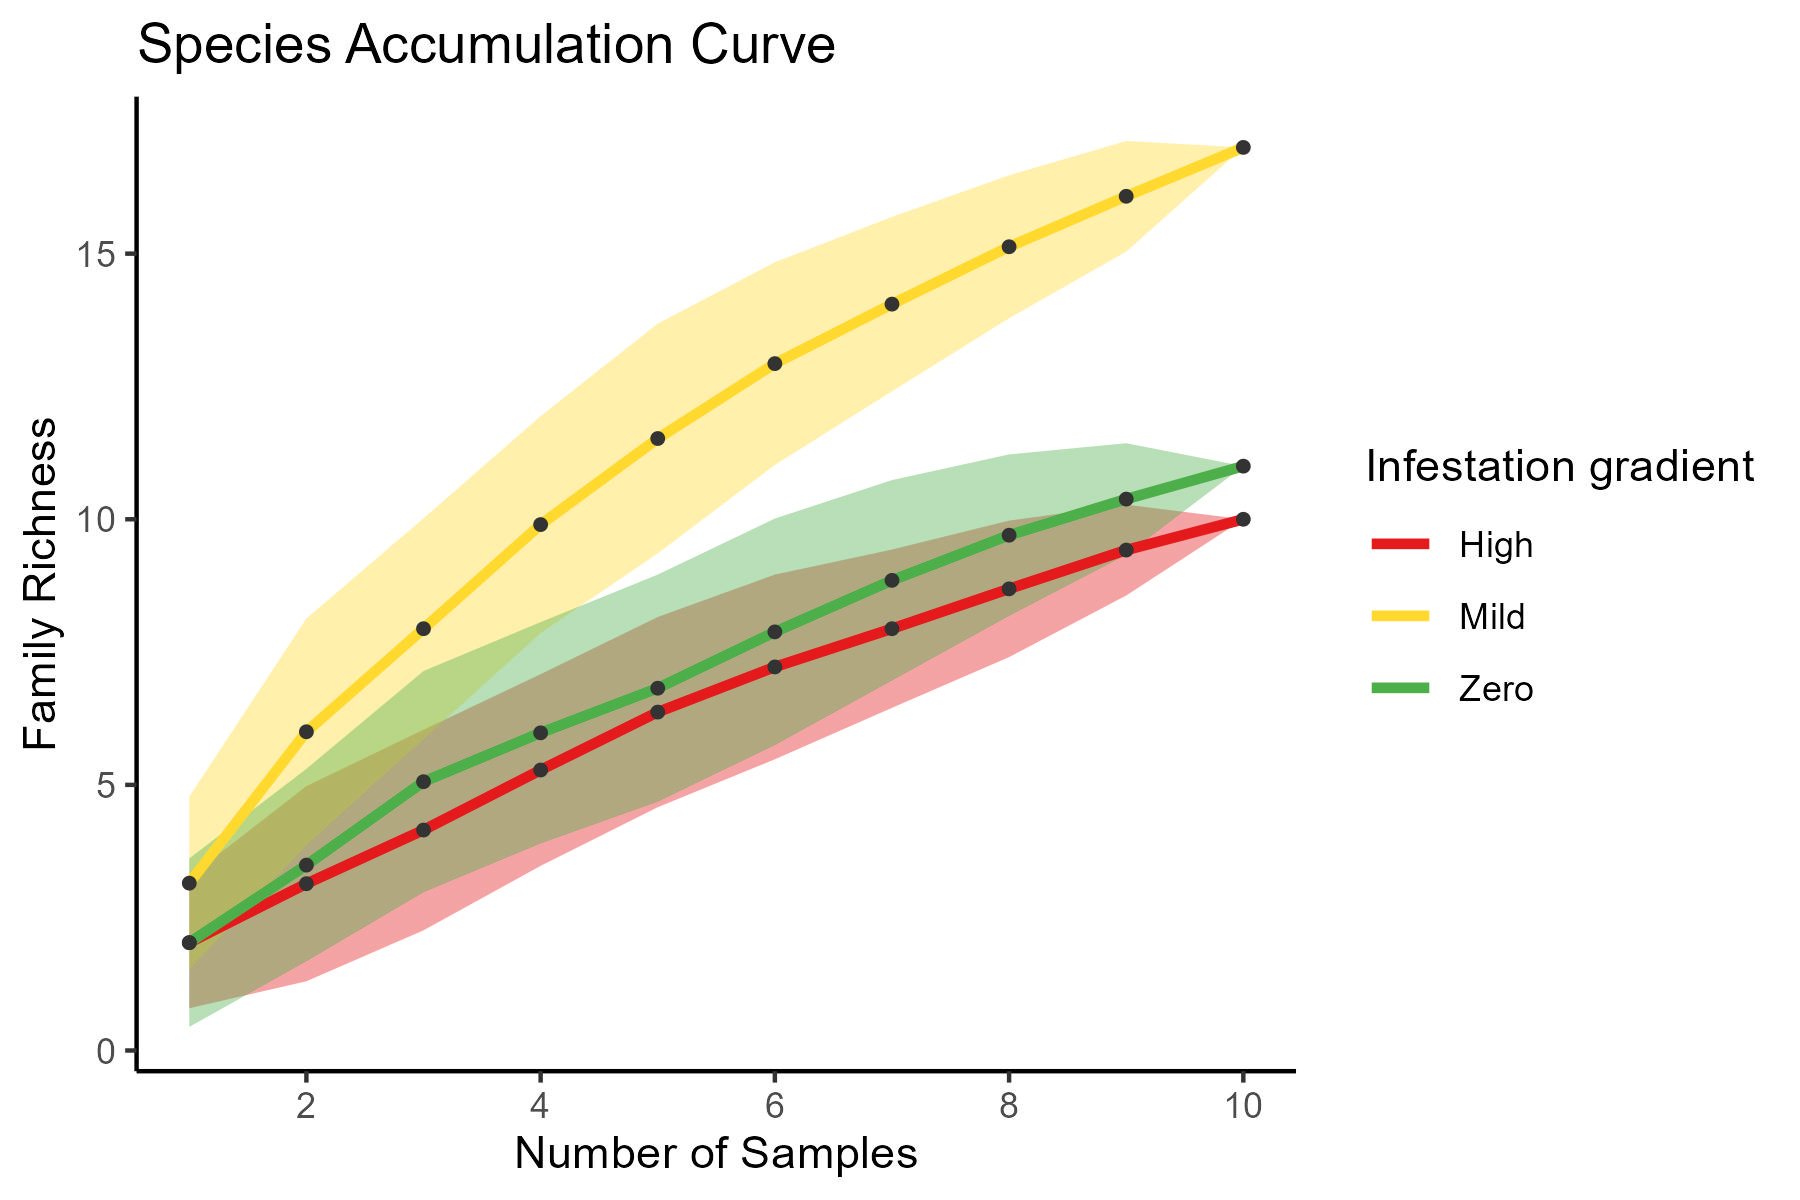 Species Accumulation Curve
Family Richness
15
10
5
0
2 4 6 8 10
Number of Samples
Infestation gradient
High
Mild
Zero